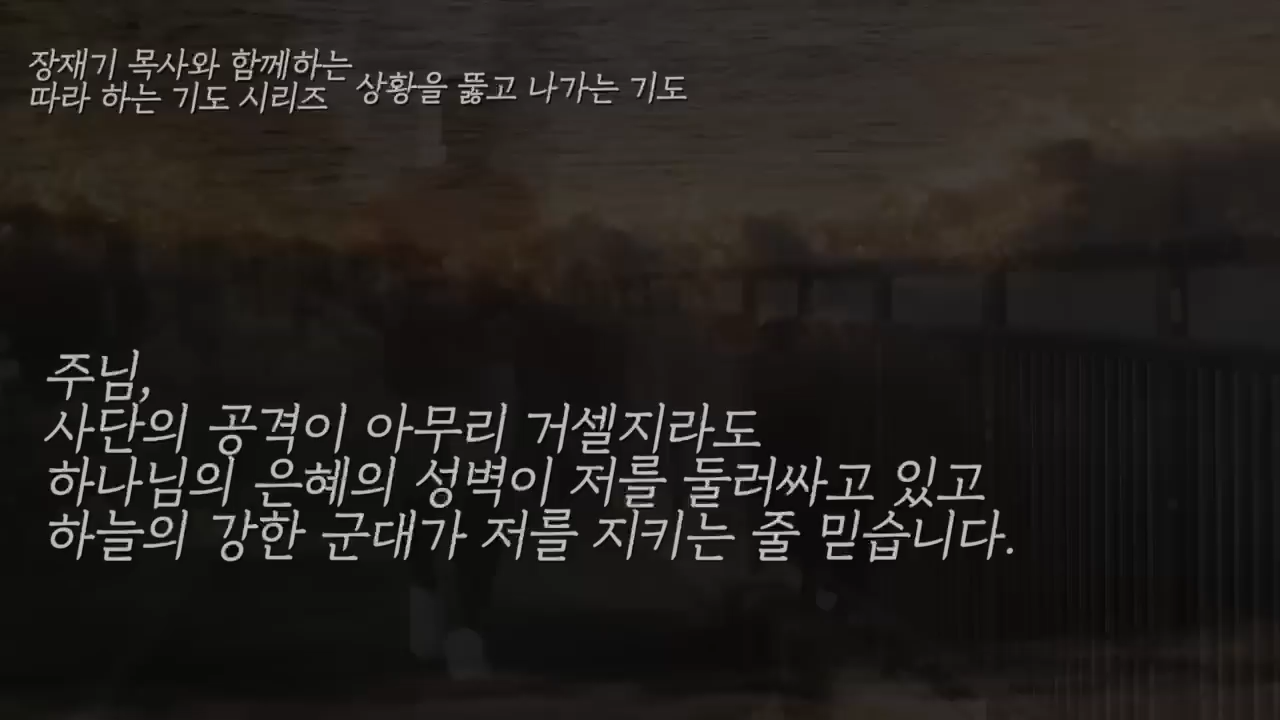 장재기 목사와 함께하는
따라 하는 기도 시리즈
상황을 뚫고 나가는 기도
주님,
사단의 공격이 아무리 거셀지라도
하나님의 은혜의 성벽이 저를 둘러싸고 있고
하늘의 강한 군대가 저를 지키는 줄 믿습니다.